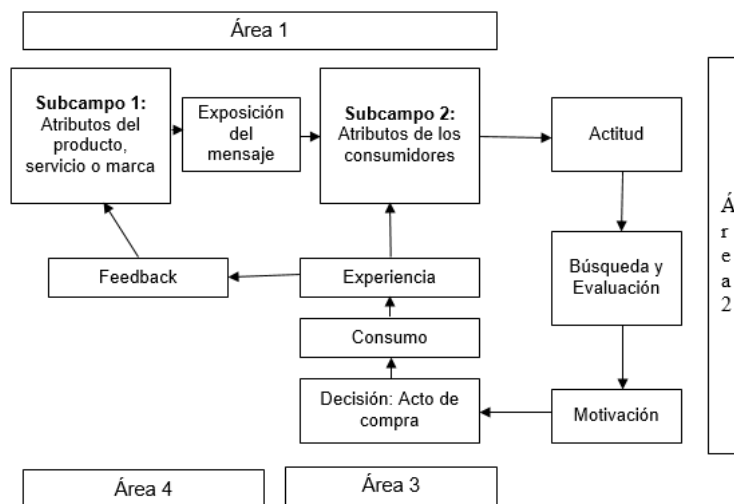 Área 1
Subcampo 1:
Atributos del
producto,
servicio o marca
Exposición
del
mensaje
Subcampo 2:
Atributos de los
consumidores
Actitud
Búsqueda y
Evaluación
Motivación
Á
r
e
a
2
Feedback
Experiencia
Consumo
Decisión: Acto de
compra
Área 4
Área 3